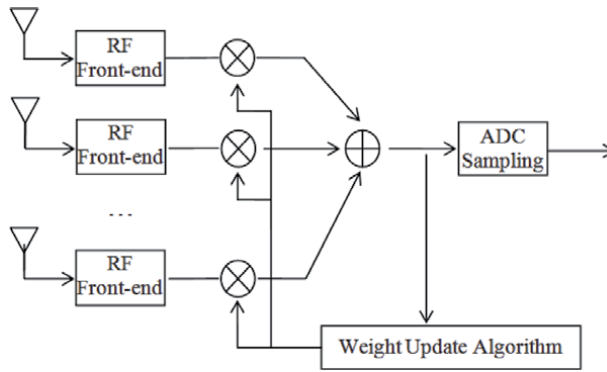 RF
Front-end
RF
Front-end
ADC
Sampling
...
RF
Front-end
Weight Update Algorithm